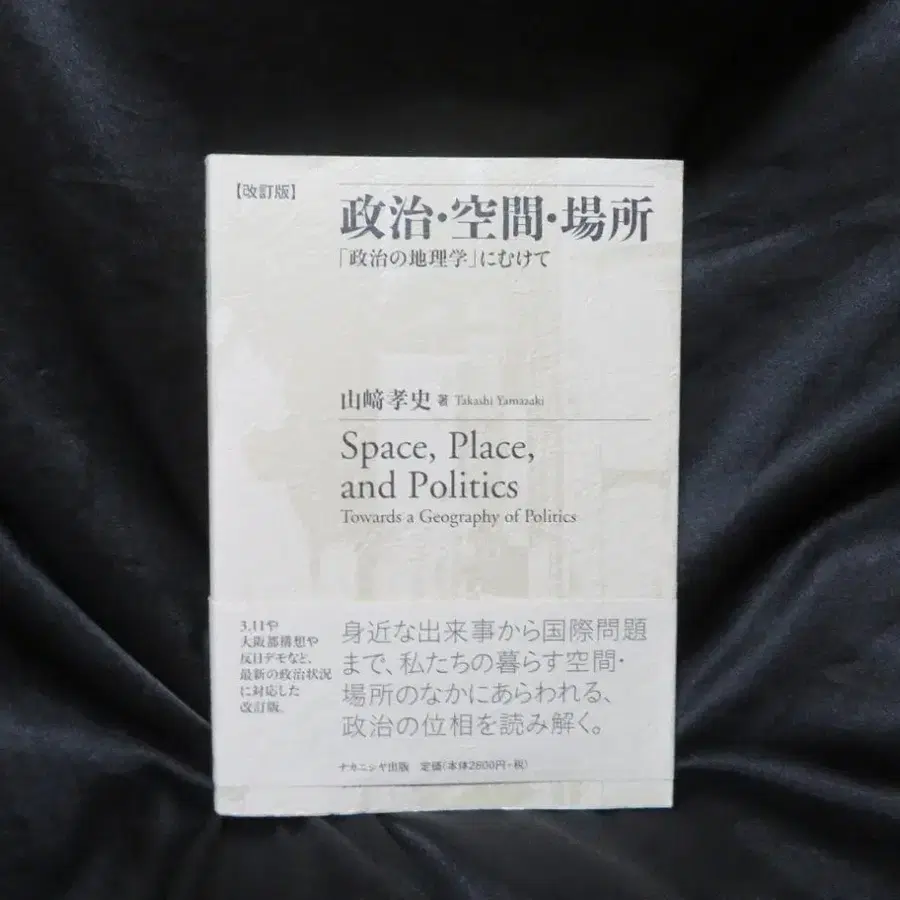 【改訂版】
政治・空間・場所
「政治の地理学」にむけて
山﨑孝史 著 Takashi Yamazaki
Space, Place,
and Politics
Towards a Geography of Politics
3.11や
大阪都構想や
反日デモなど、
最新の政治状況
に対応した
改訂版。
身近な出来事から国際問題
まで、私たちの暮らす空間・
場所のなかにあらわれる、
政治の位相を読み解く。
ナカニシヤ出版 定価(本体2800円+税)